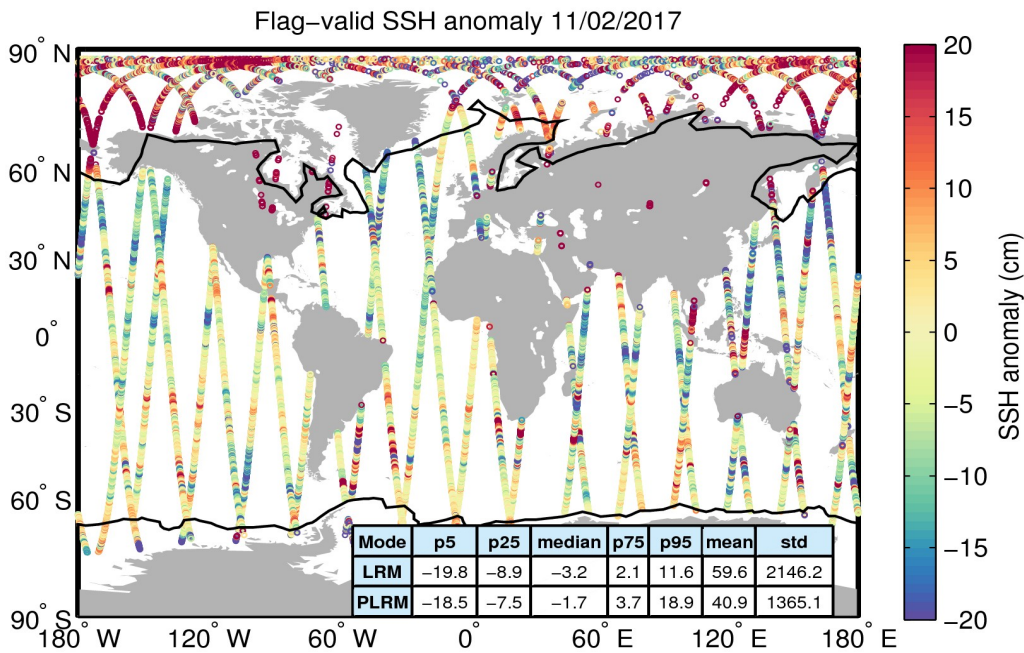 Flag−valid SSH anomaly 11/02/2017
90° N
60° N
30° N
0°
30° S
60° S
90° S
180° W
120° W
60° W
0°
60° E
120° E
180° E
Mode p5 p25 median p75 p95 mean std
LRM −19.8 −8.9 −3.2 2.1 11.6 59.6 2146.2
PLRM −18.5 −7.5 −1.7 3.7 18.9 40.9 1365.1
20
15
10
5
0
−5
−10
−15
−20
SSH anomaly (cm)